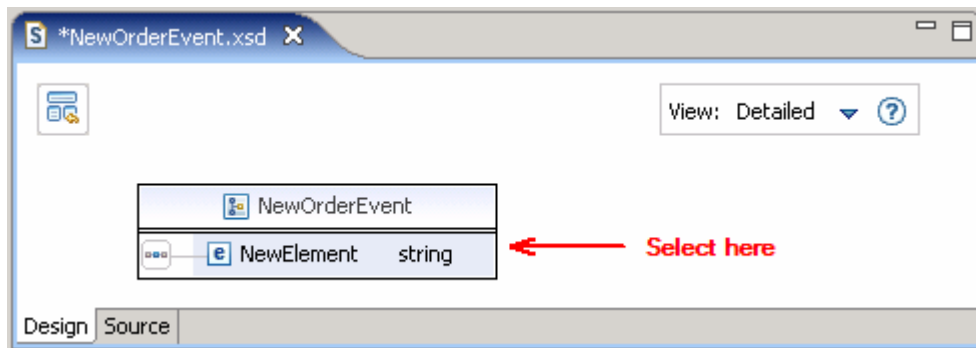 S *NewOrderEvent.xsd
View: Detailed ?
NewOrderEvent
e NewElement string
Select here
Design Source